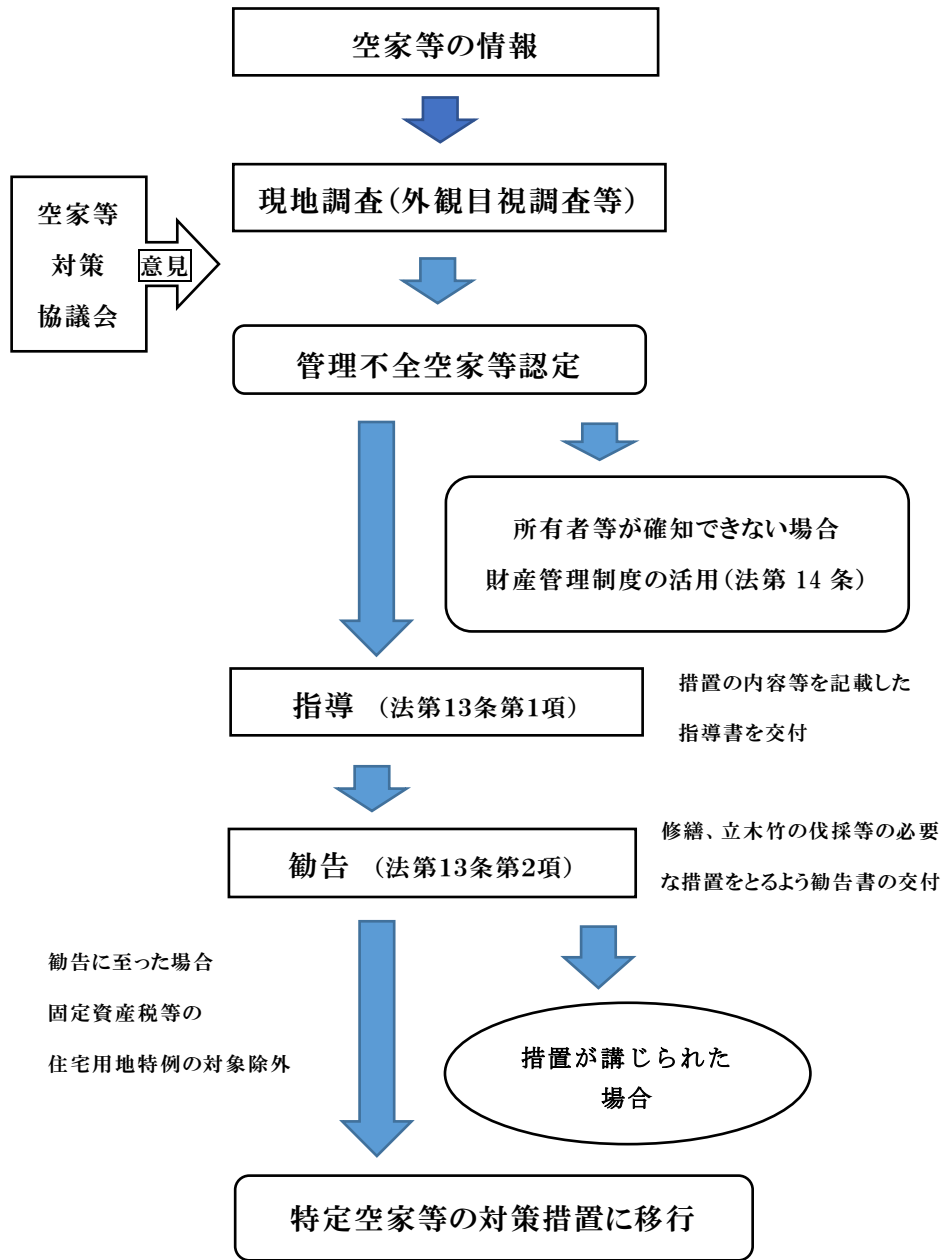 空家等の情報
現地調査（外観目視調査等）
空家等
対策
協議会
意見
管理不全空家等認定
所有者等が確知できない場合
財産管理制度の活用（法第 14 条）
指導 （法第13条第1項）
措置の内容等を記載した
指導書を交付
勧告 （法第13条第2項）
修繕、立木竹の伐採等の必要
な措置をとるよう勧告書の交付
勧告に至った場合
固定資産税等の
住宅用地特例の対象除外
措置が講じられた
場合
特定空家等の対策措置に移行